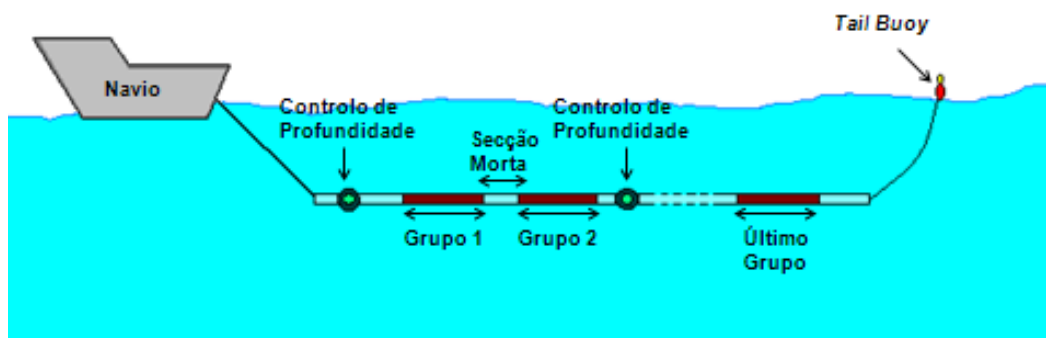 Tail Buoy
Navio
Controlo de
Profundidade
Controlo de
Profundidade
Secção
Morta
Grupo 1
Grupo 2
Último
Grupo